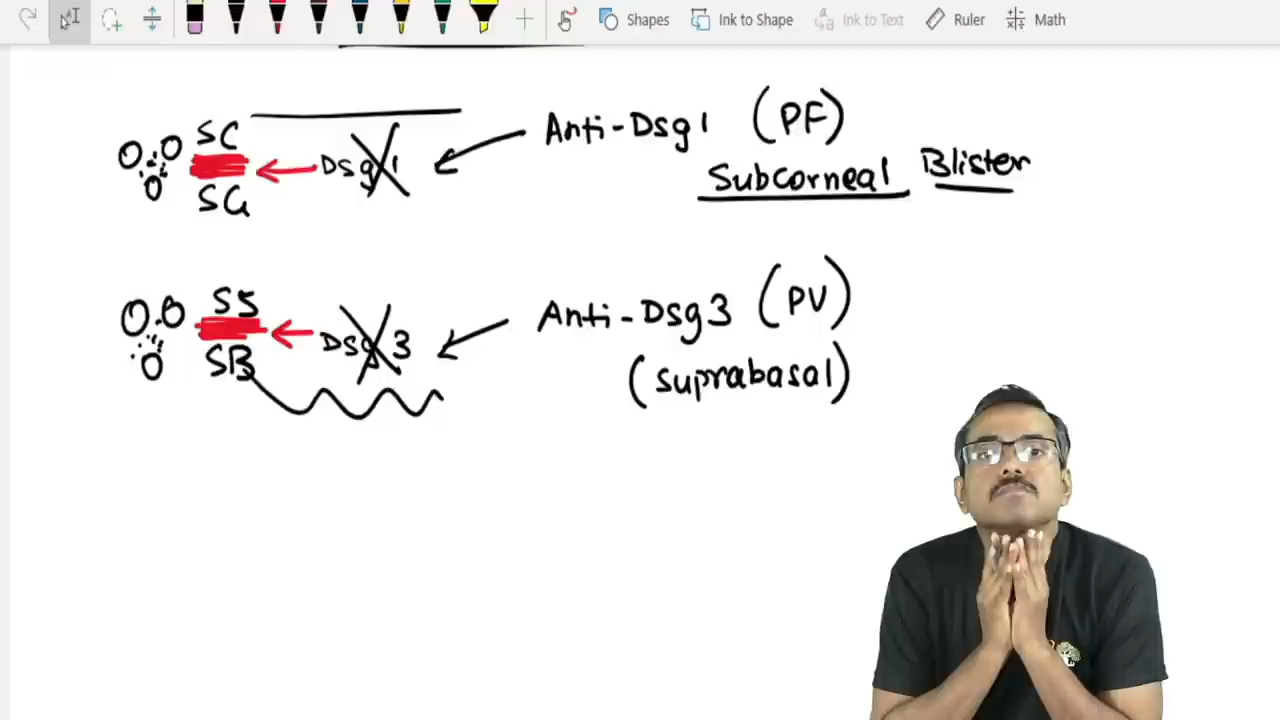 Shapes Ink to Shape Ink to Text Ruler Math
SC
Dsg1 Anti-Dsg1 (PF)
SG
Subcorneal Blister
SS
Dsg3 Anti-Dsg3 (PV)
SB
(suprabasal)